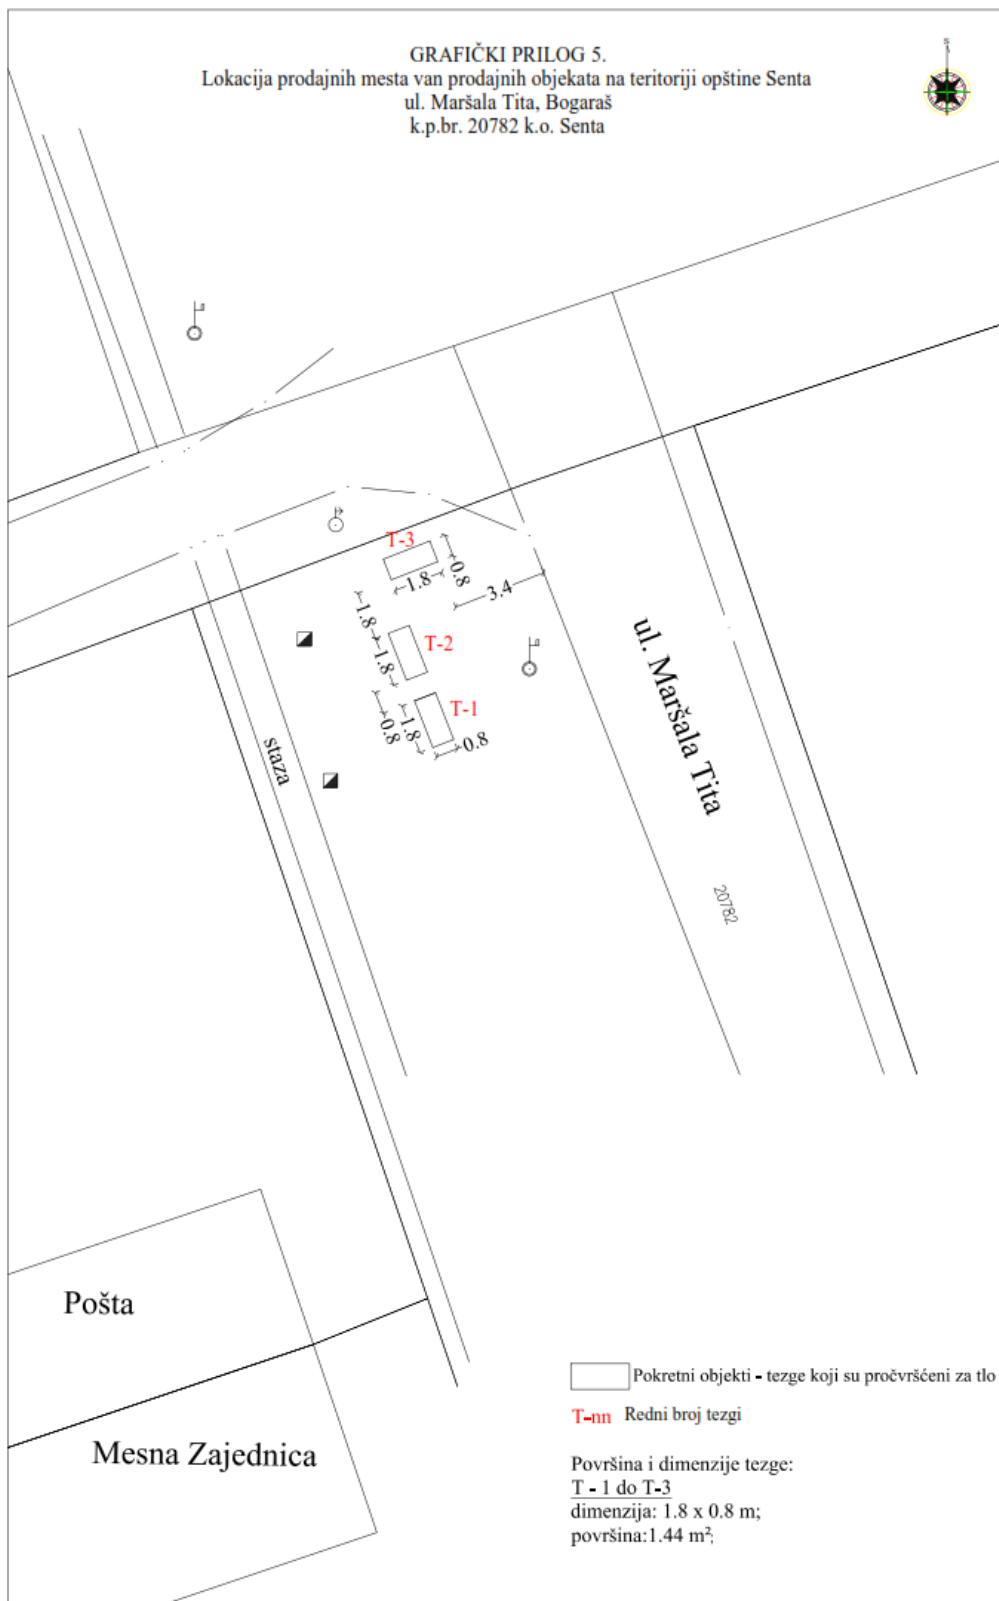 GRAFIČKI PRILOG 5.
Lokacija prodajnih mesta van prodajnih objekata na teritoriji opštine Senta
ul. Maršala Tita, Bogaraš
k.p.br. 20782 k.o. Senta
S
T-3
1.8
0.8
3.4
1.8
T-2
1.8
T-1
0.8
1.8
0.8
staza
ul. Maršala Tita
20782
Pošta
Mesna Zajednica
Pokretni objekti - tezge koji su pročvršćeni za tlo
T-nn Redni broj tezgi
Površina i dimenzije tezge:
T - 1 do T-3
dimenzija: 1.8 x 0.8 m;
površina:1.44 m²;